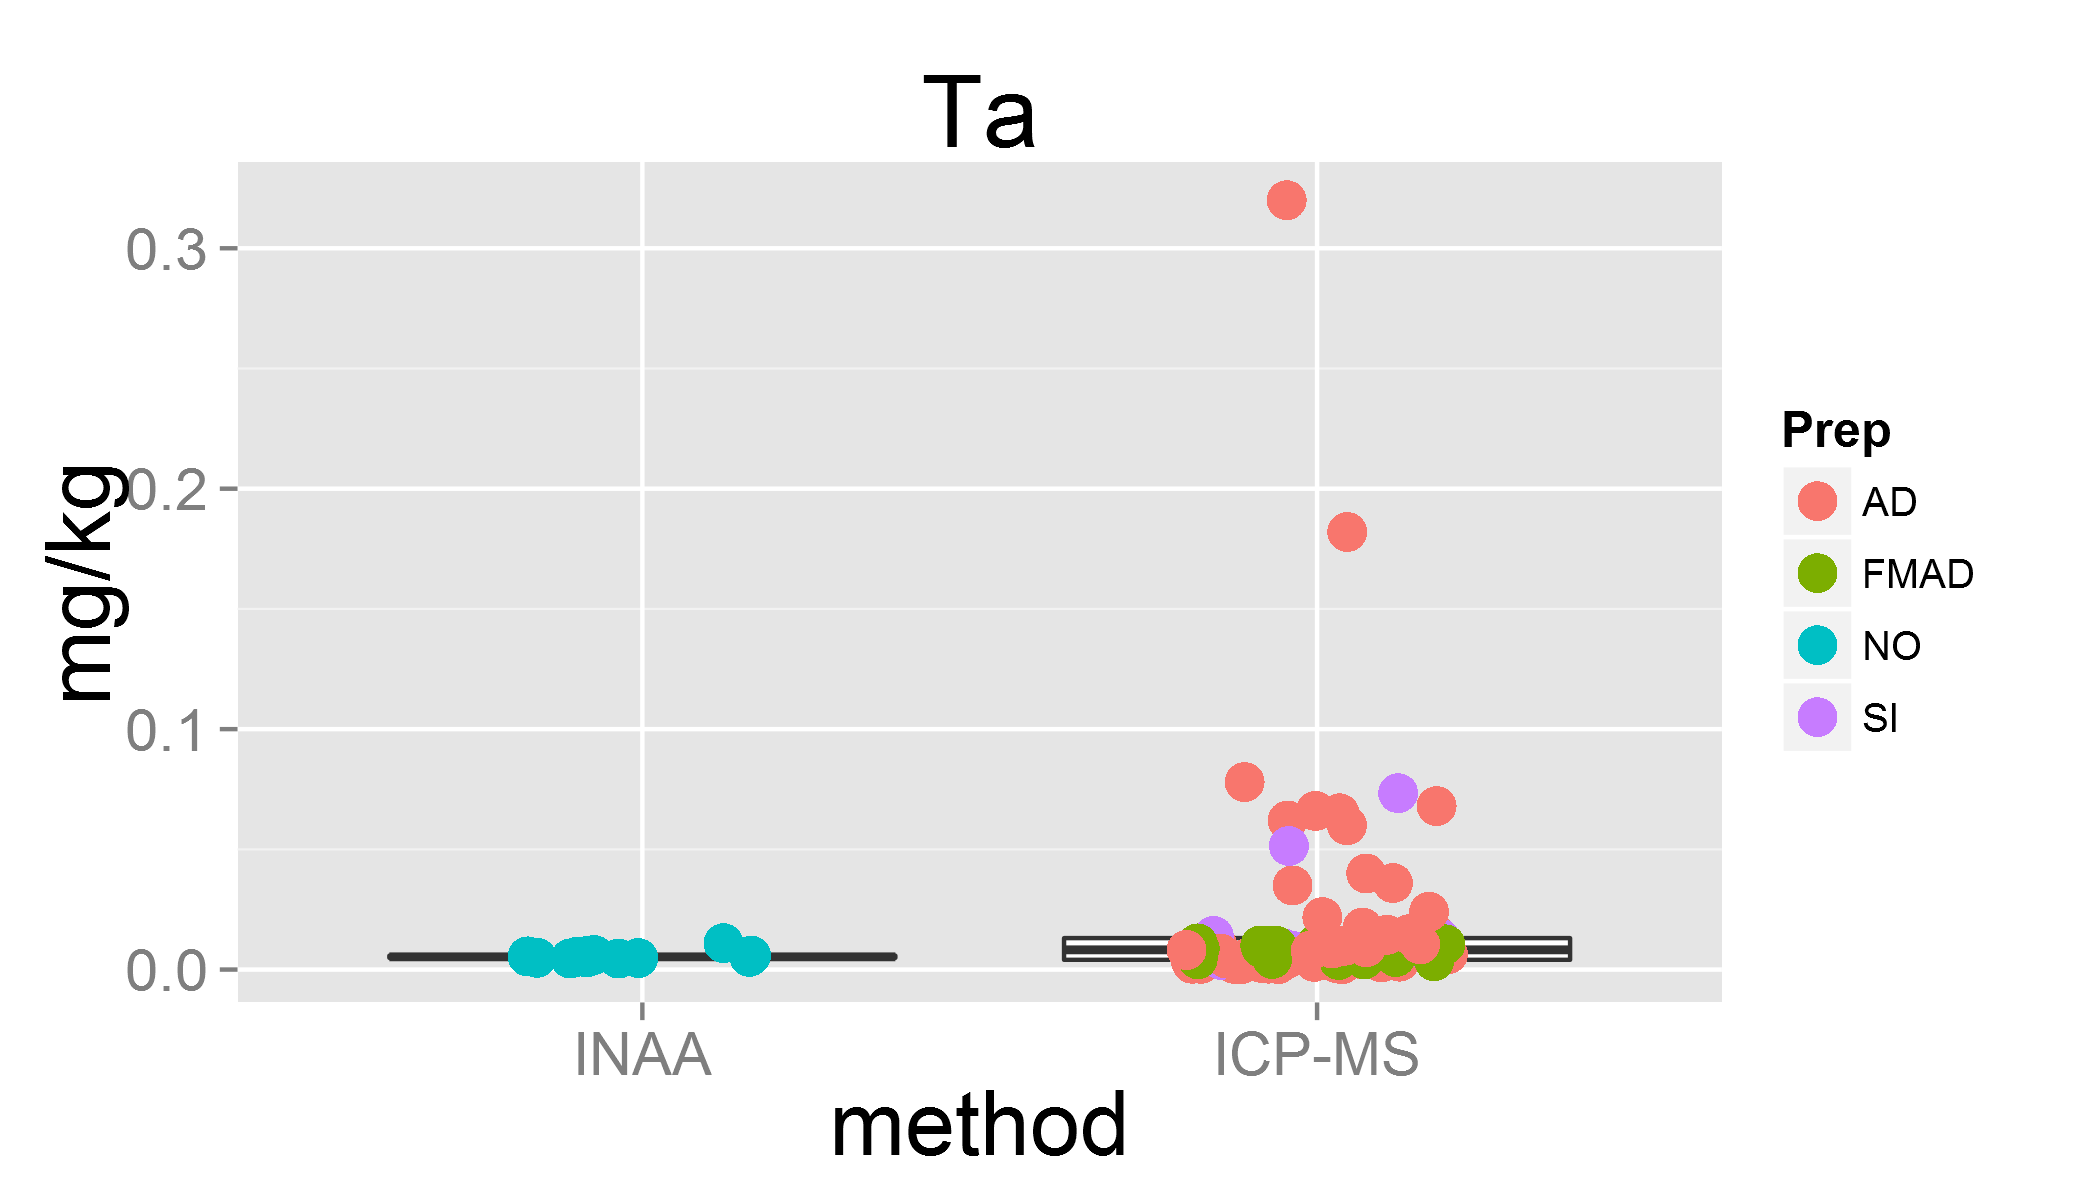 Ta
mg/kg
0.3
0.2
0.1
0.0
INAA
ICP-MS
method
Prep
AD
FMAD
NO
SI